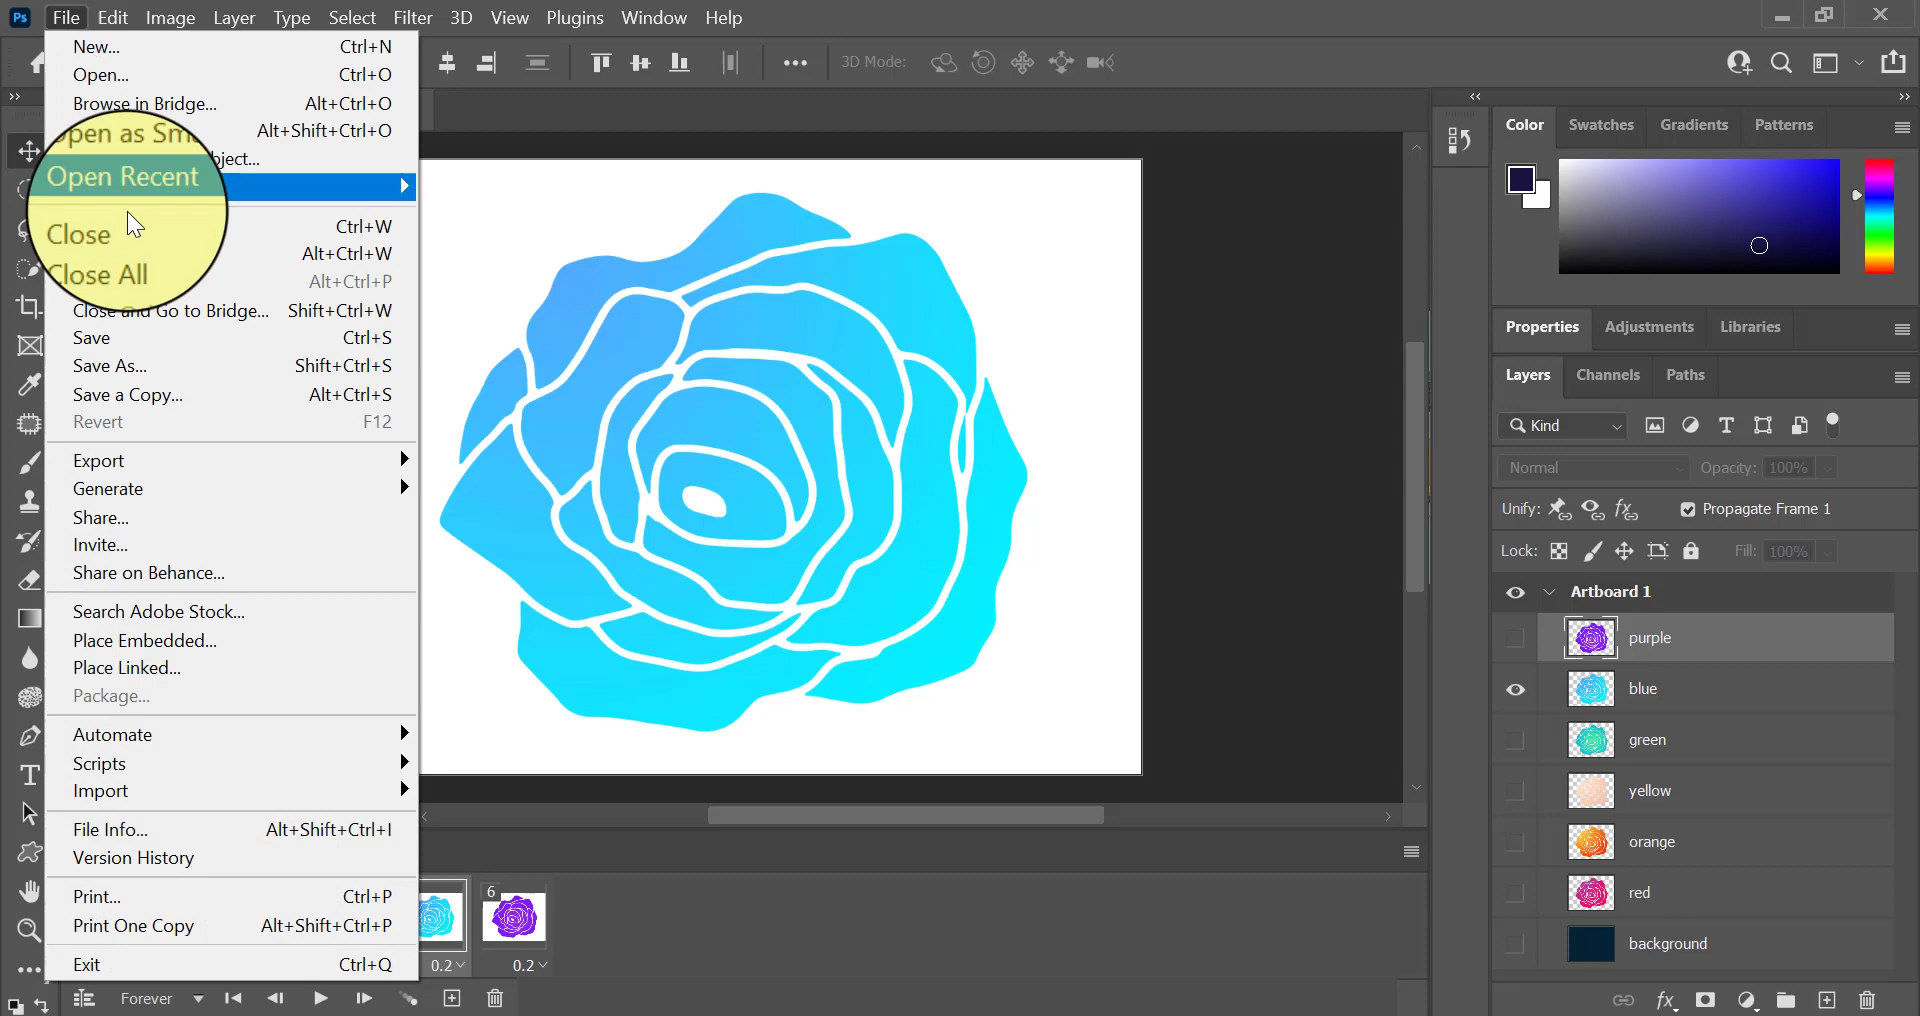 Ps File Edit Image Layer Type Select Filter 3D View Plugins Window Help
New... Ctrl+N
Open... Ctrl+O
Browse in Bridge... Alt+Ctrl+O
Open as Alt+Shift+Ctrl+O
Open Recent
Close Ctrl+W
Close All Alt+Ctrl+W
Alt+Ctrl+P
Close and Go to Bridge... Shift+Ctrl+W
Save Ctrl+S
Save As... Shift+Ctrl+S
Save a Copy... Alt+Ctrl+S
Revert F12
Export
Generate
Share...
Invite...
Share on Behance...
Search Adobe Stock...
Place Embedded...
Place Linked...
Package...
Automate
Scripts
Import
File Info... Alt+Shift+Ctrl+I
Version History
Print... Ctrl+P
Print One Copy Alt+Shift+Ctrl+P
Exit Ctrl+Q
3D Mode:
6
0.2 0.2
Forever
Color Swatches Gradients Patterns
Properties Adjustments Libraries
Layers Channels Paths
Kind
Normal Opacity: 100%
Unify: Propagate Frame 1
Lock: Fill: 100%
Artboard 1
purple
blue
green
yellow
orange
red
background
fx